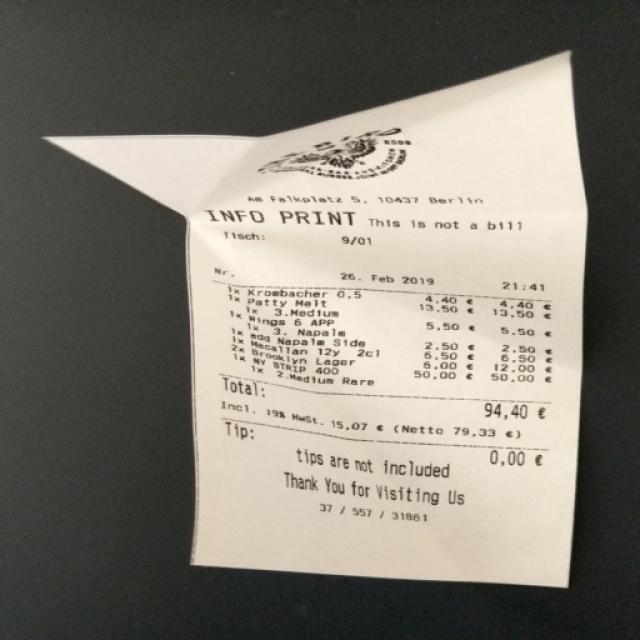 Am Falkplatz 5, 10437 Berlin
INFO PRINT This is not a bill
Tisch: 9/01
Nr. 26. Feb 2019 21:41
1x Krombacher 0,5 4.40 € 4.40 €
1x Patty Melt 13.50 € 13.50 €
1x 3.Medium
1x Wings 6 APP 5,50 € 5.50 €
1x 3. Napalm
1x add Napalm Side 2,50 € 2,50 €
1x Macallan 12y 2cl 6,50 € 6,50 €
2x Brooklyn Lager 6,00 € 12,00 €
1x NY STRIP 400 50,00 € 50,00 €
1x 2.Medium Rare
Total: 94,40 €
Incl. 19% MwSt. 15,07 € (Netto 79,33 €)
Tip: 0,00 €
tips are not included
Thank You for Visiting Us
37 / 557 / 31861